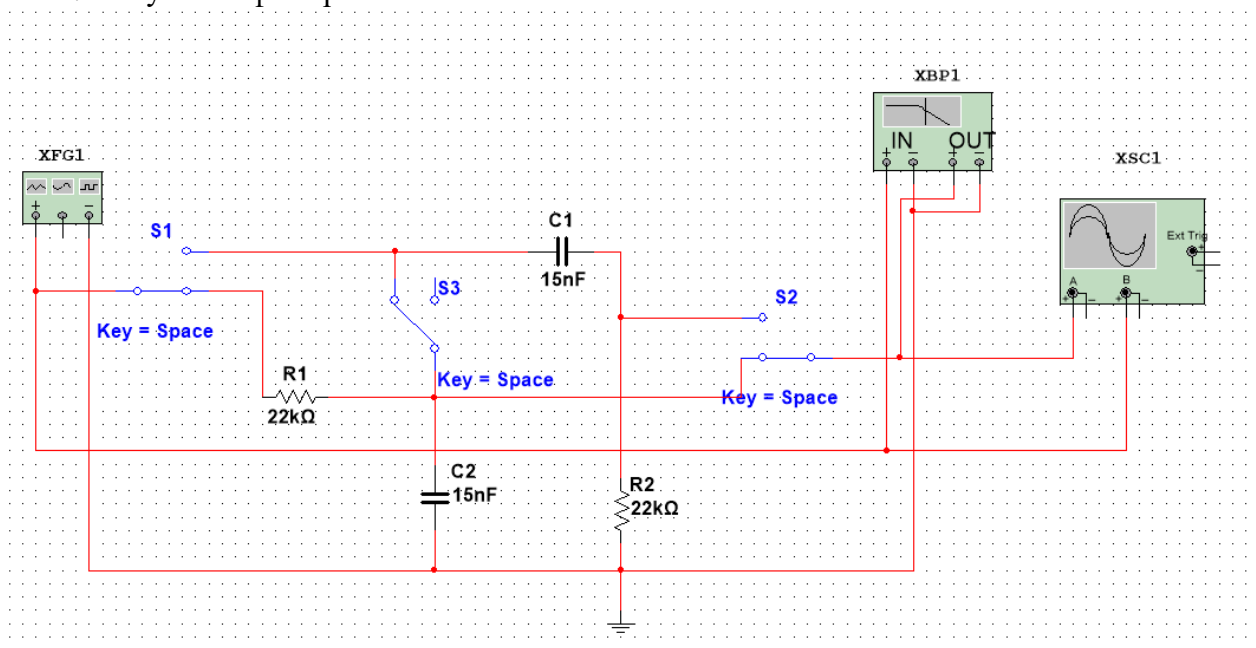 XBP1
IN OUT
+ − + −
XFG1
+ −
XSC1
Ext Trig
+
−
A B
+ − + −
S1
C1
15nF
S3
S2
Key = Space
R1
22kΩ
Key = Space
Key = Space
C2
15nF
R2
22kΩ